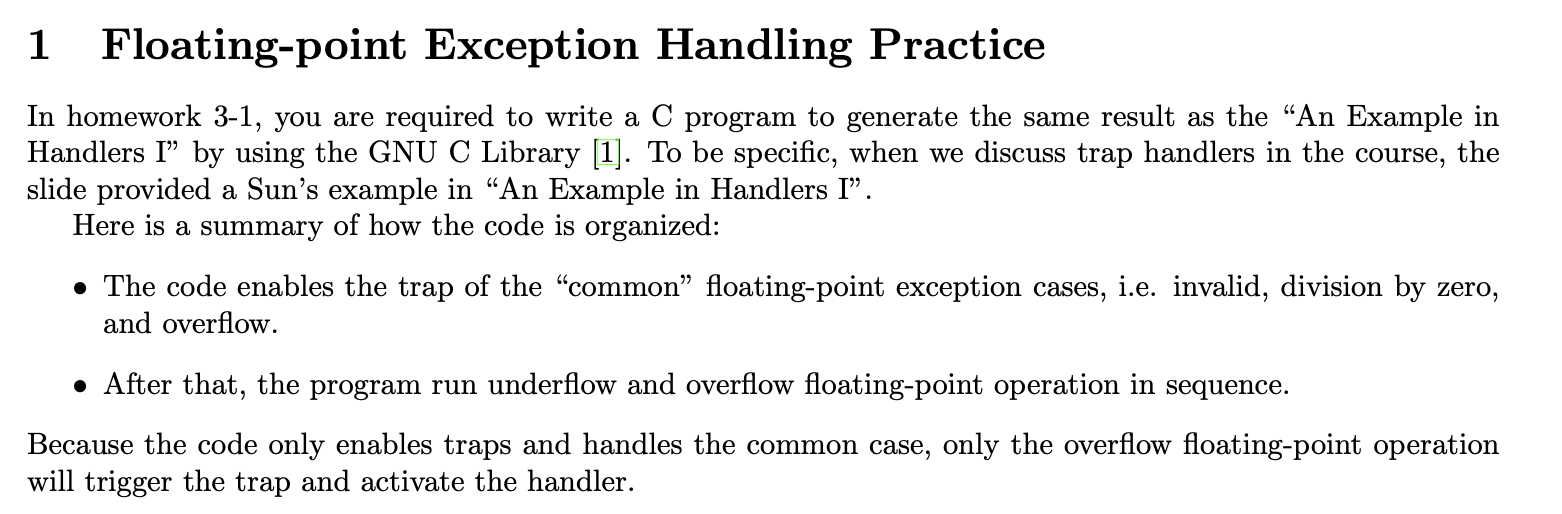 1 Floating-point Exception Handling Practice
In homework 3-1, you are required to write a C program to generate the same result as the “An Example in
Handlers I” by using the GNU C Library [1]. To be specific, when we discuss trap handlers in the course, the
slide provided a Sun’s example in “An Example in Handlers I”.
Here is a summary of how the code is organized:
• The code enables the trap of the “common” floating-point exception cases, i.e. invalid, division by zero,
and overflow.
• After that, the program run underflow and overflow floating-point operation in sequence.
Because the code only enables traps and handles the common case, only the overflow floating-point operation
will trigger the trap and activate the handler.